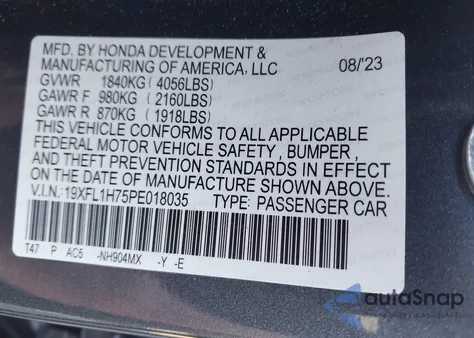 MFD. BY HONDA DEVELOPMENT &
MANUFACTURING OF AMERICA, LLC 08/'23
GVWR 1840KG (4056LBS)
GAWR F 980KG (2160LBS)
GAWR R 870KG (1918LBS)
THIS VEHICLE CONFORMS TO ALL APPLICABLE
FEDERAL MOTOR VEHICLE SAFETY, BUMPER,
AND THEFT PREVENTION STANDARDS IN EFFECT
ON THE DATE OF MANUFACTURE SHOWN ABOVE.
V.I.N.:19XFL1H75PE018035 TYPE: PASSENGER CAR
T47 P AC5 -NH904MX -Y -E
autoSnap